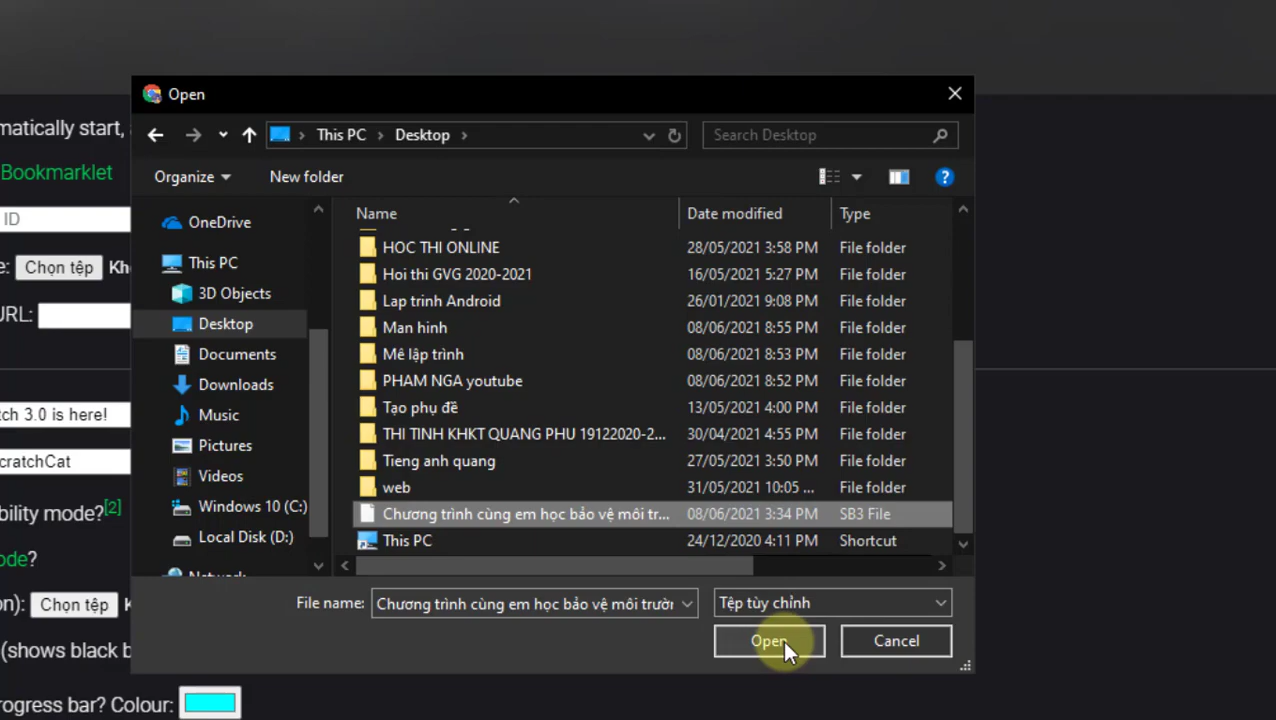 Open
matically start,
This PC
Desktop
Search Desktop
Bookmarklet
Organize
New folder
?
ID
OneDrive
Name
Date modified
Type
e: Chọn tệp Kh
This PC
HOC THI ONLINE
28/05/2021 3:58 PM
File folder
3D Objects
Hoi thi GVG 2020-2021
16/05/2021 5:27 PM
File folder
URL:
Desktop
Lap trinh Android
26/01/2021 9:08 PM
File folder
Man hinh
08/06/2021 8:55 PM
File folder
Documents
Mê lập trình
08/06/2021 8:53 PM
File folder
Downloads
PHAM NGA youtube
08/06/2021 8:52 PM
File folder
tch 3.0 is here!
Music
Tạo phụ đề
13/05/2021 4:00 PM
File folder
Pictures
THI TINH KHKT QUANG PHU 19122020-2...
30/04/2021 4:55 PM
File folder
cratchCat
Videos
Tieng anh quang
27/05/2021 3:50 PM
File folder
web
31/05/2021 10:05 ...
File folder
bility mode?[2]
Windows 10 (C:)
Chương trình cùng em học bảo vệ môi tr...
08/06/2021 3:34 PM
SB3 File
Local Disk (D:)
This PC
24/12/2020 4:11 PM
Shortcut
ode?
Network
on): Chọn tệp K
File name:
Chương trình cùng em học bảo vệ môi trườn
Tệp tùy chỉnh
Open
Cancel
(shows black b
rogress bar? Colour: